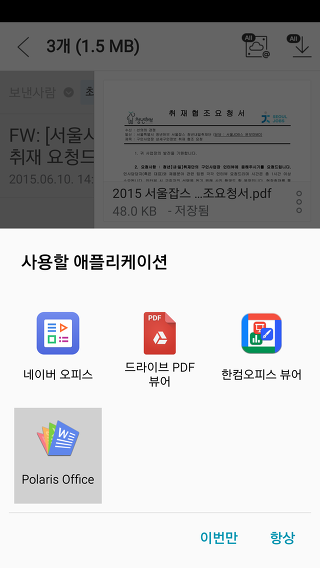 3개 (1.5 MB)
All
All
보낸사람
FW: [서울시
취재 요청드
2015.06.10. 14:
취 재 협 조 요 청 서
2015 서울잡스 ...조요청서.pdf
48.0 KB - 저장됨
사용할 애플리케이션
네이버 오피스
PDF
드라이브 PDF
뷰어
한컴오피스 뷰어
W
Polaris Office
이번만
항상